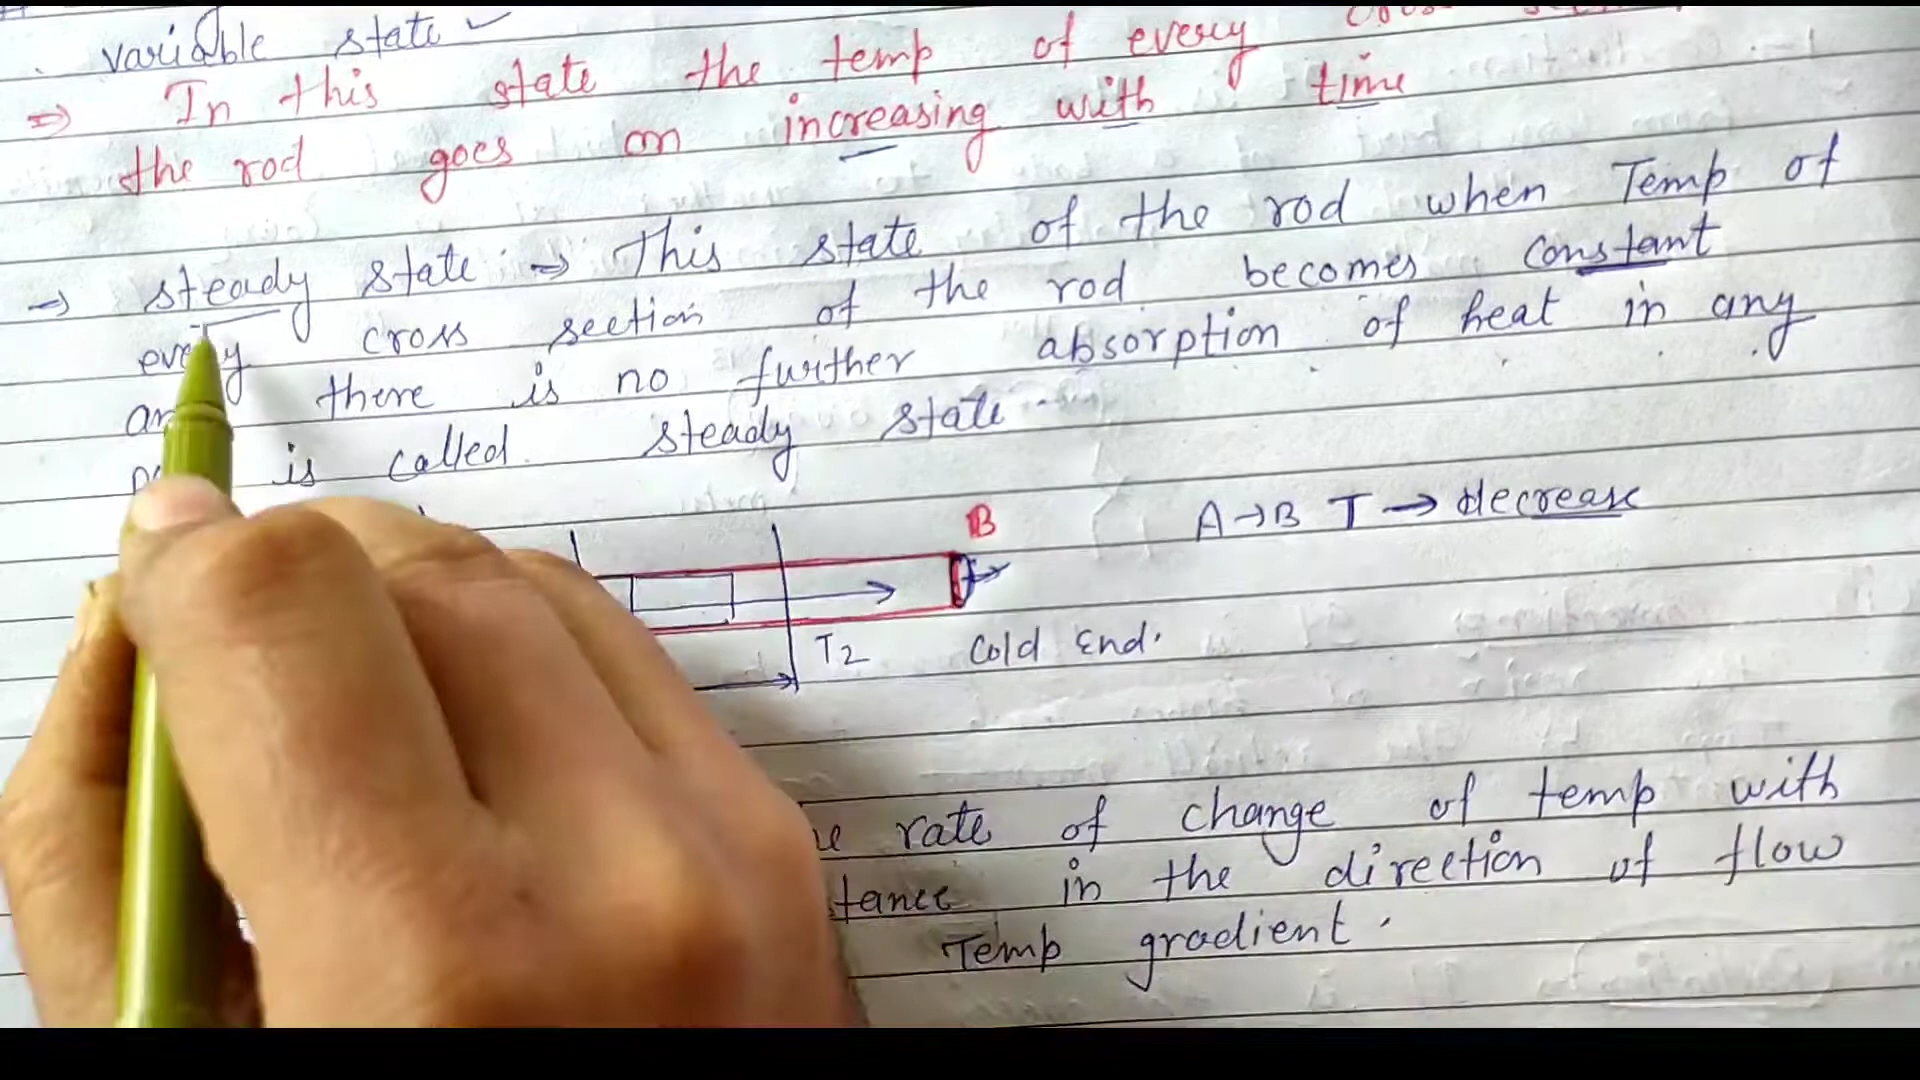 variable state
⇒ In this state the temp of every
the rod goes on increasing with time
→ steady state :→ This state of the rod when Temp of
every cross section of the rod becomes constant
there is no further absorption of heat in any
is called steady state
B
A→B T → decrease
T2 Cold End.
rate of change of temp with
in the direction of flow
Temp gradient.